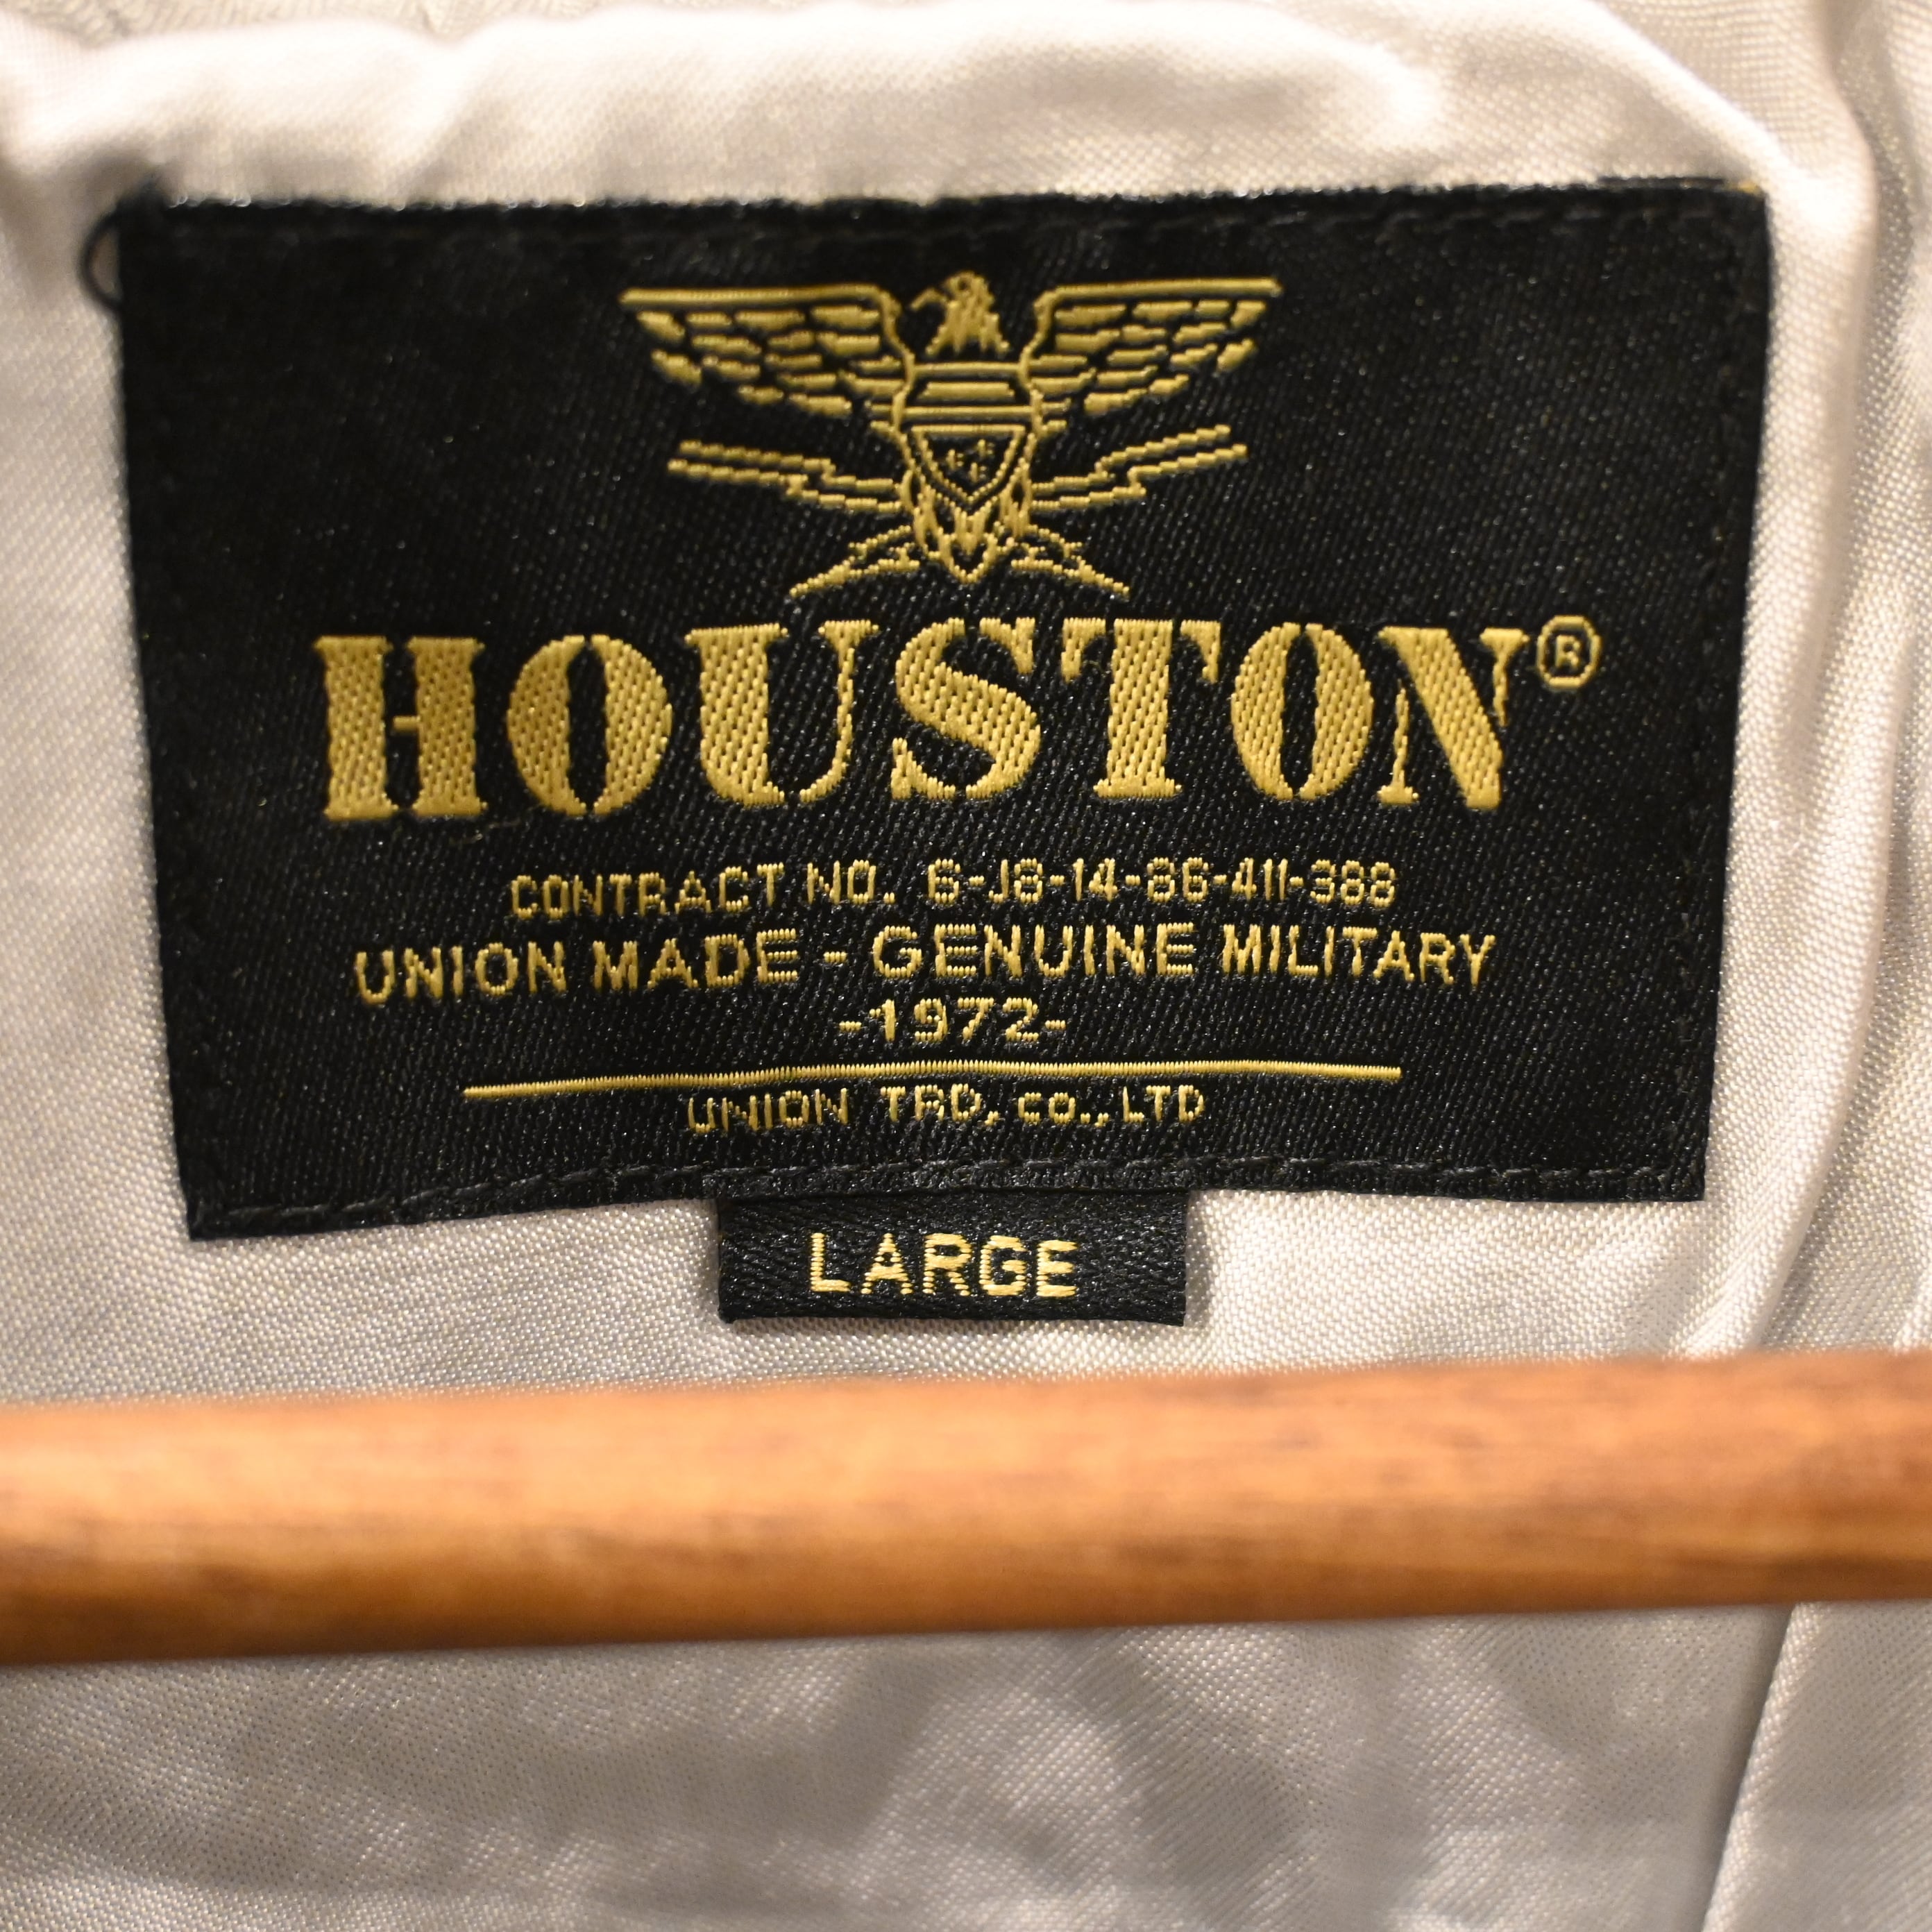 HOUSTON®
CONTRACT NO. 6-J8-14-86-411-388
UNION MADE - GENUINE MILITARY
-1972-
UNION TRD, CO., LTD
LARGE